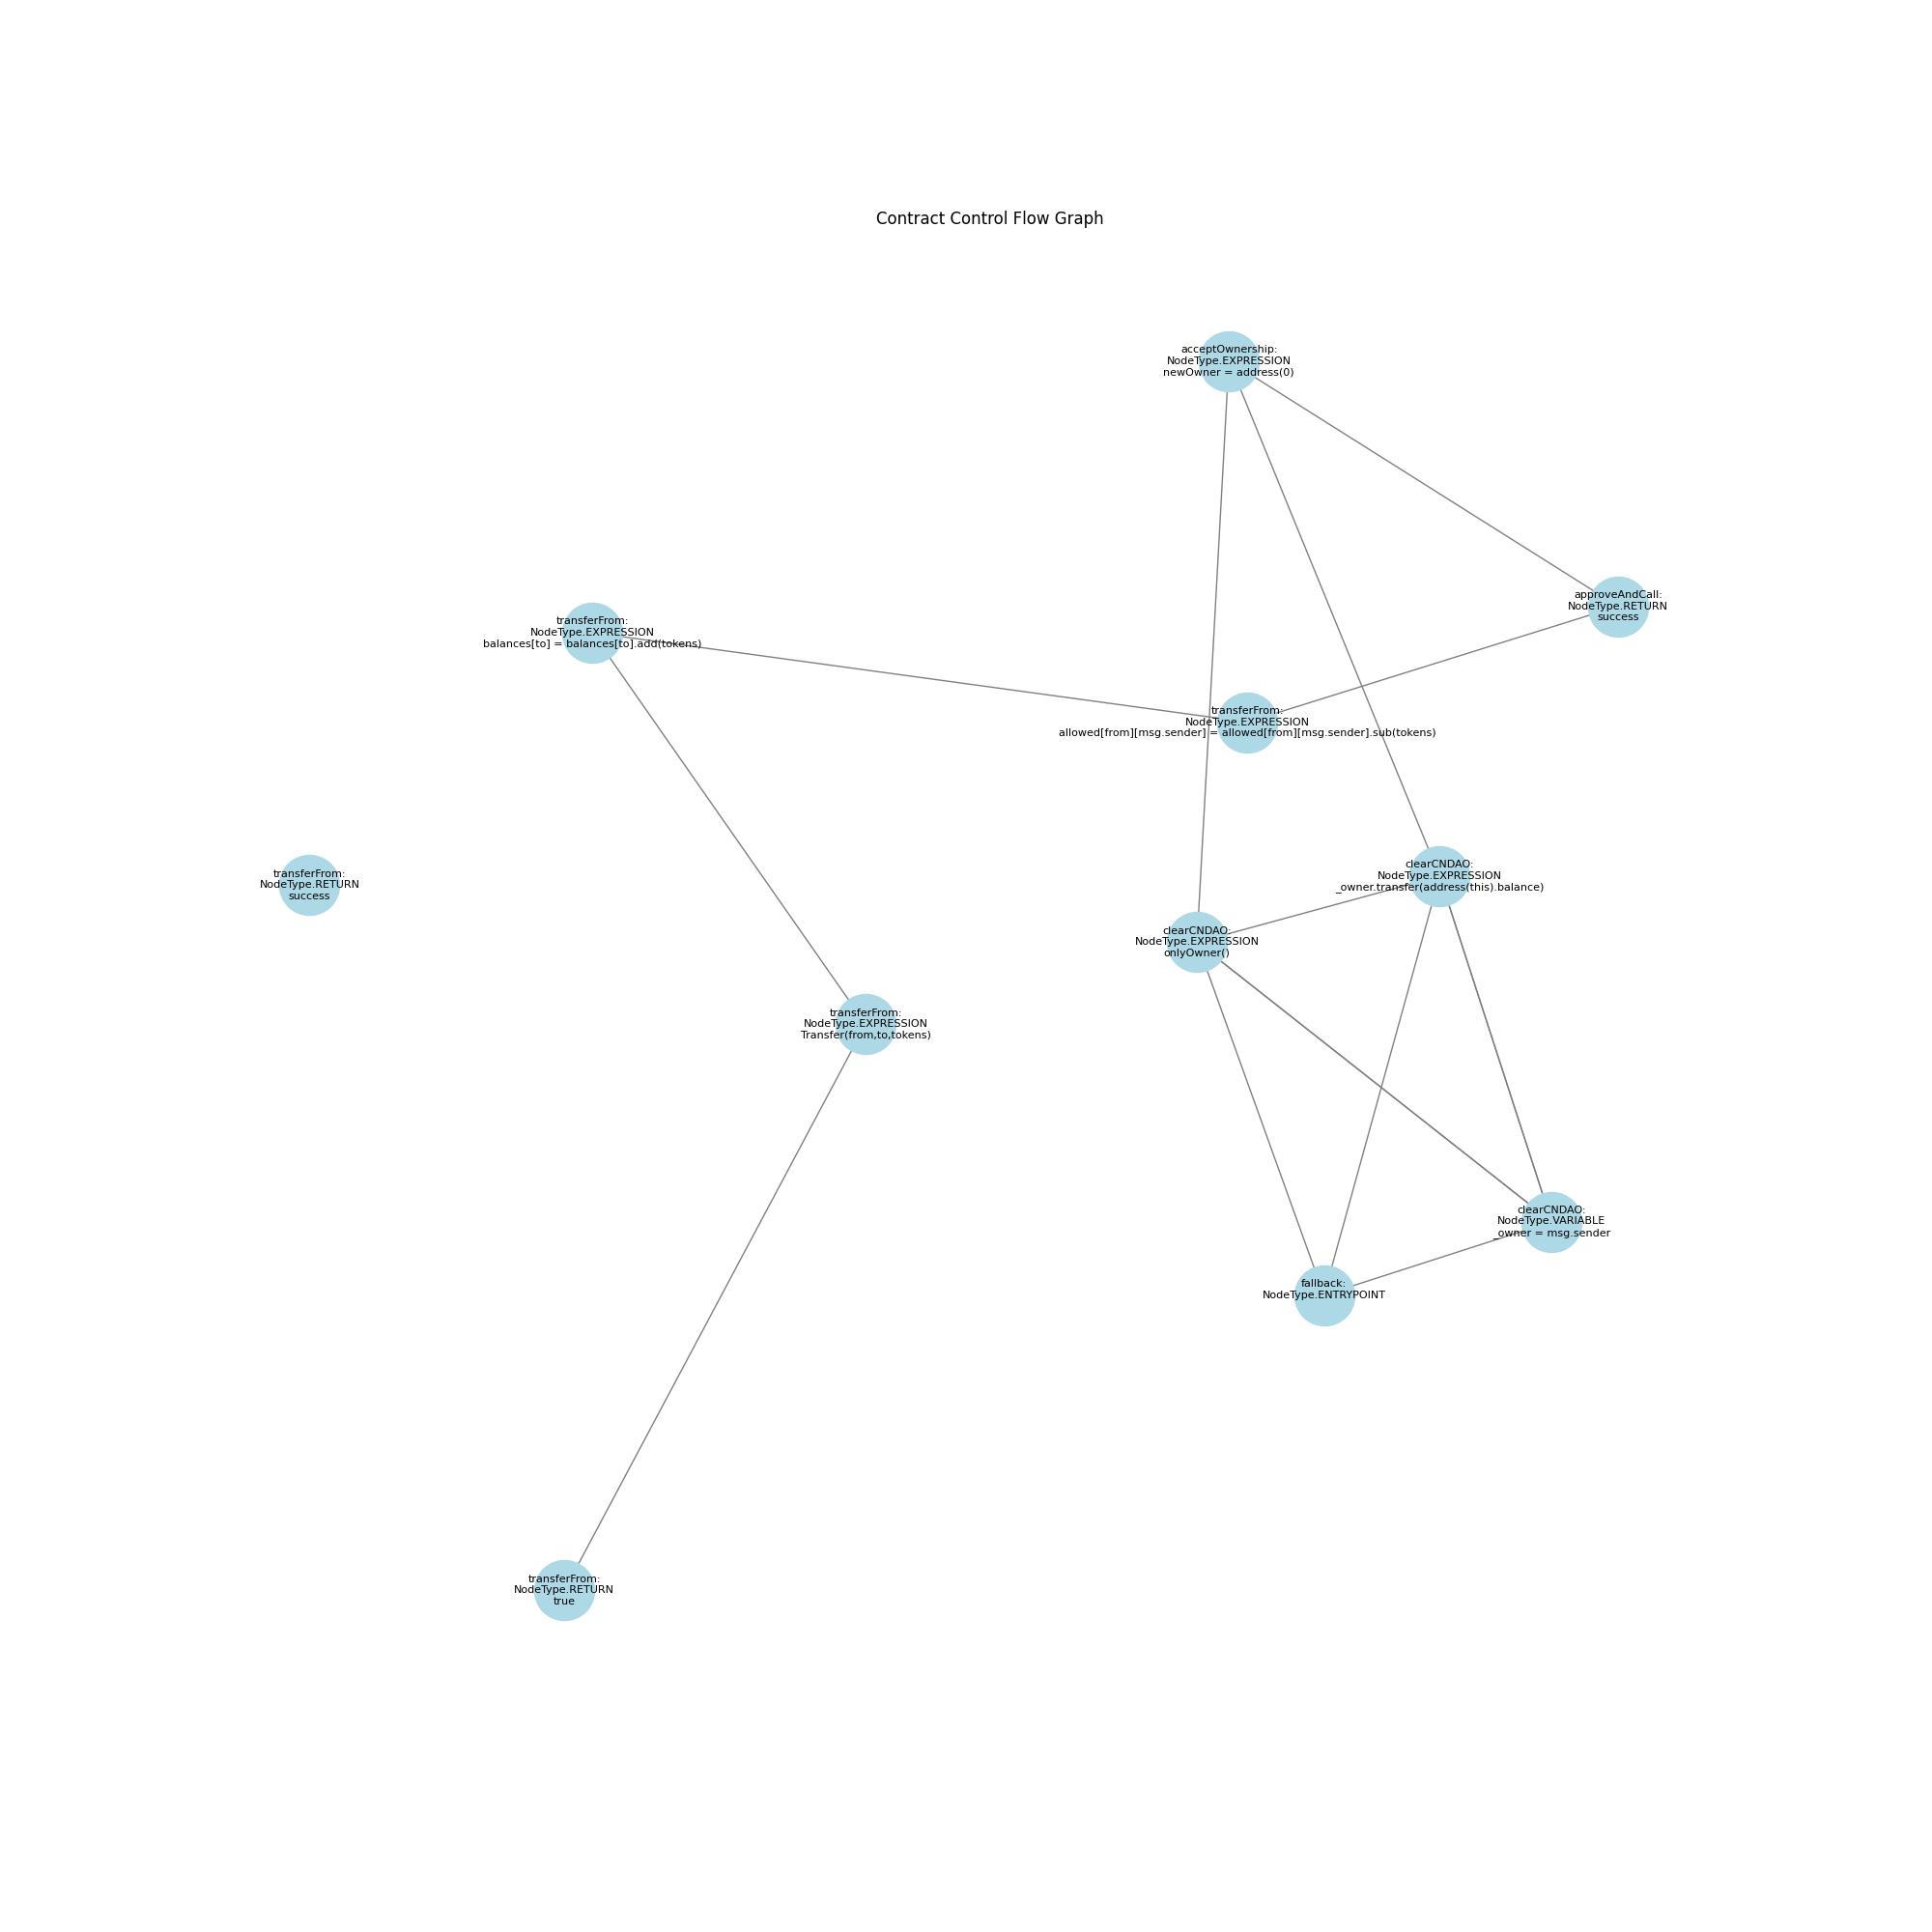 Contract Control Flow Graph
acceptOwnership:
NodeType.EXPRESSION
newOwner = address(0)
approveAndCall:
NodeType.RETURN
success
transferFrom:
NodeType.EXPRESSION
balances[to] = balances[to].add(tokens)
transferFrom:
NodeType.EXPRESSION
allowed[from][msg.sender] = allowed[from][msg.sender].sub(tokens)
transferFrom:
NodeType.RETURN
success
clearCNDAO:
NodeType.EXPRESSION
_owner.transfer(address(this).balance)
clearCNDAO:
NodeType.EXPRESSION
onlyOwner()
transferFrom:
NodeType.EXPRESSION
Transfer(from,to,tokens)
clearCNDAO:
NodeType.VARIABLE
_owner = msg.sender
fallback:
NodeType.ENTRYPOINT
transferFrom:
NodeType.RETURN
true